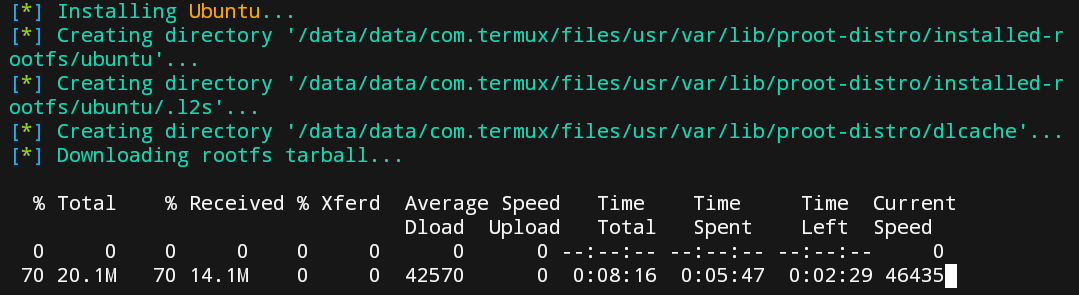 [*] Installing Ubuntu...
[*] Creating directory '/data/data/com.termux/files/usr/var/lib/proot-distro/installed-r
ootfs/ubuntu'...
[*] Creating directory '/data/data/com.termux/files/usr/var/lib/proot-distro/installed-r
ootfs/ubuntu/.l2s'...
[*] Creating directory '/data/data/com.termux/files/usr/var/lib/proot-distro/dlcache'...
[*] Downloading rootfs tarball...
  % Total    % Received % Xferd  Average Speed   Time    Time     Time  Current
                                 Dload  Upload   Total   Spent    Left  Speed
  0     0    0     0    0     0      0      0 --:--:-- --:--:-- --:--:--     0
 70 20.1M   70 14.1M    0     0  42570      0  0:08:16  0:05:47  0:02:29 46435